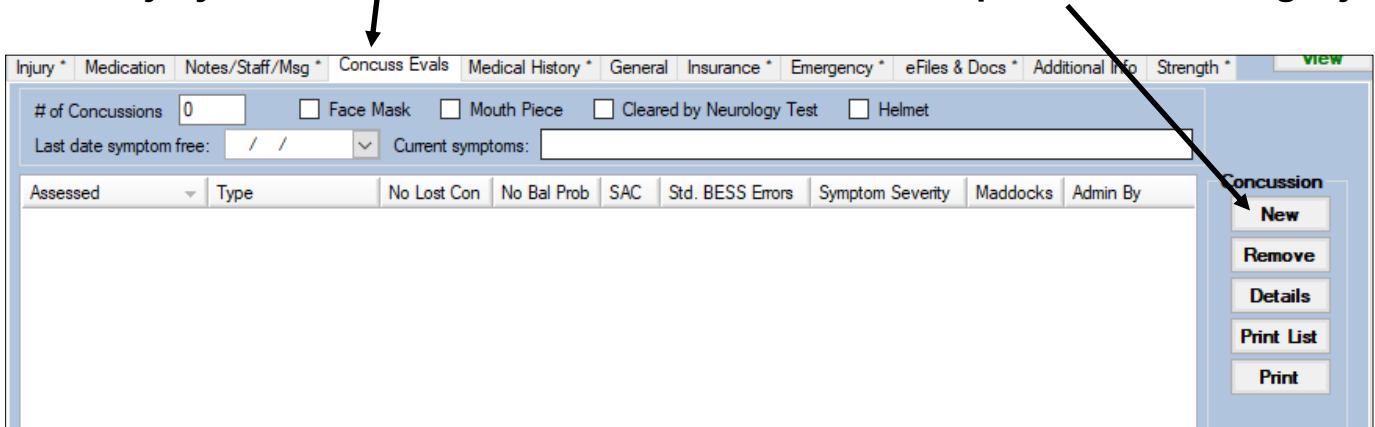 Injury * Medication Notes/Staff/Msg * Concuss Evals Medical History * General Insurance * Emergency * eFiles & Docs * Additional Info Strength * View
# of Concussions 0 Face Mask Mouth Piece Cleared by Neurology Test Helmet
Last date symptom free: / / Current symptoms:
Assessed Type No Lost Con No Bal Prob SAC Std. BESS Errors Symptom Severity Maddocks Admin By
Concussion
New
Remove
Details
Print List
Print